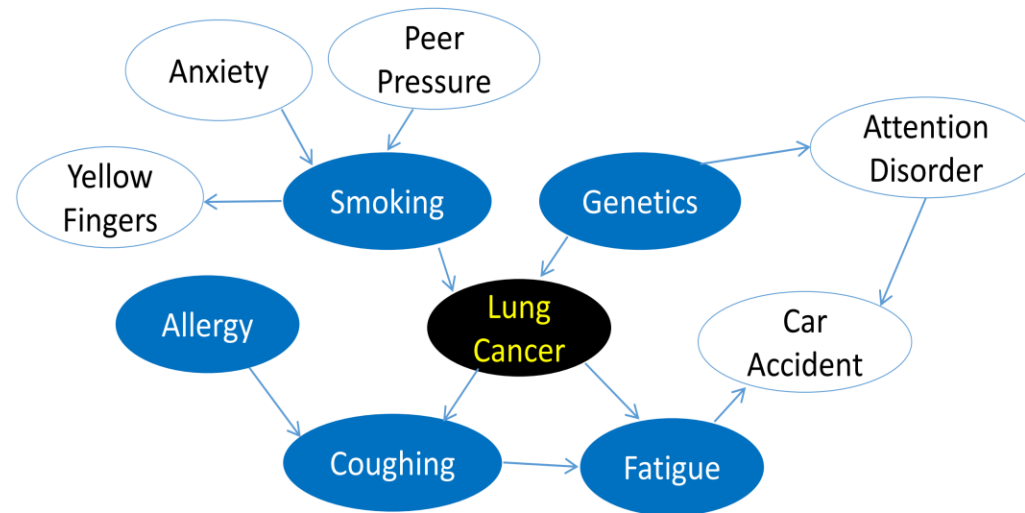 Anxiety
Peer
Pressure
Attention
Disorder
Yellow
Fingers
Smoking
Genetics
Allergy
Lung
Cancer
Car
Accident
Coughing
Fatigue